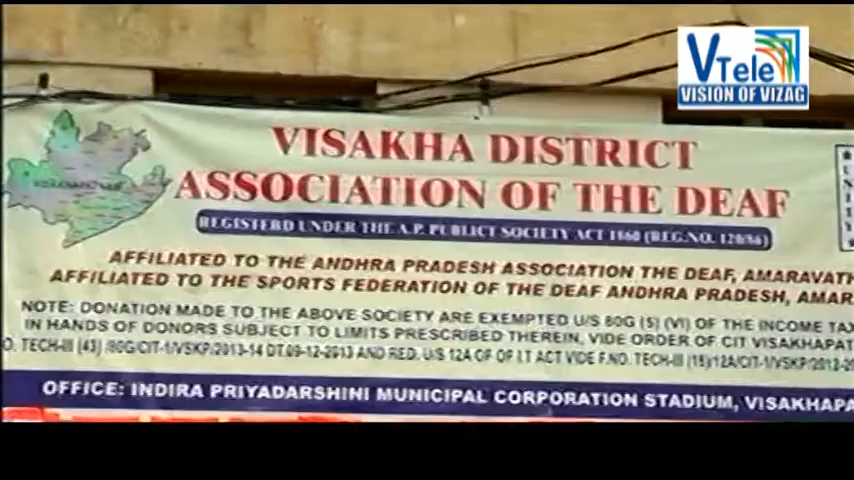 VTele
VISION OF VIZAG
VISAKHA DISTRICT
ASSOCIATION OF THE DEAF
REGISTERD UNDER THE A.P. PUBLICT SOCIETY ACT 1860 (REG.NO. 120/86)
AFFILIATED TO THE ANDHRA PRADESH ASSOCIATION THE DEAF, AMARAVATH
AFFILIATED TO THE SPORTS FEDERATION OF THE DEAF ANDHRA PRADESH, AMAR
NOTE: DONATION MADE TO THE ABOVE SOCIETY ARE EXEMPTED U/S 80G (5) (VI) OF THE INCOME TAX
IN HANDS OF DONORS SUBJECT TO LIMITS PRESCRIBED THEREIN, VIDE ORDER OF CIT VISAKHAPAT
O. TECH-III (43) /80G/CIT-1/VSKP/2013-14 DT.09-12-2013 AND RED. U/S 12A OF OF I.T ACT VIDE F.NO. TECH-III (15)/12A/CIT-1/VSKP/2013-
OFFICE: INDIRA PRIYADARSHINI MUNICIPAL CORPORATION STADIUM, VISAKHAPA